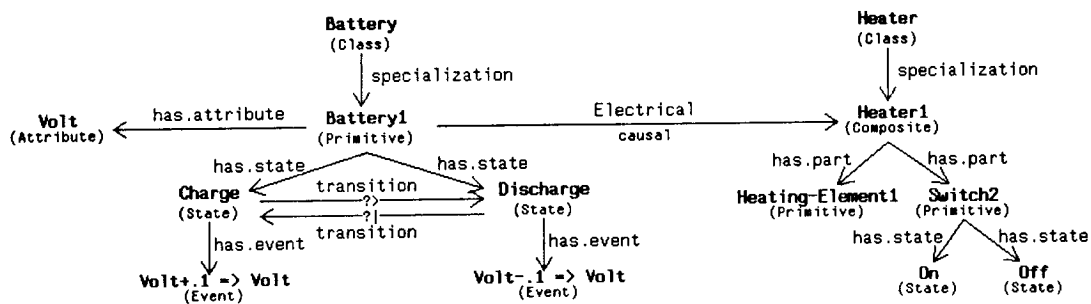 Battery
(Class)
Heater
(Class)
specialization
specialization
Volt
(Attribute)
has.attribute
Battery1
(Primitive)
Electrical
causal
Heater1
(Composite)
has.state
has.state
has.part
has.part
Charge
(State)
transition
?>
?|
transition
Discharge
(State)
Heating-Element1
(Primitive)
Switch2
(Primitive)
has.event
has.event
has.state
has.state
Volt+.1 => Volt
(Event)
Volt-.1 => Volt
(Event)
On
(State)
Off
(State)